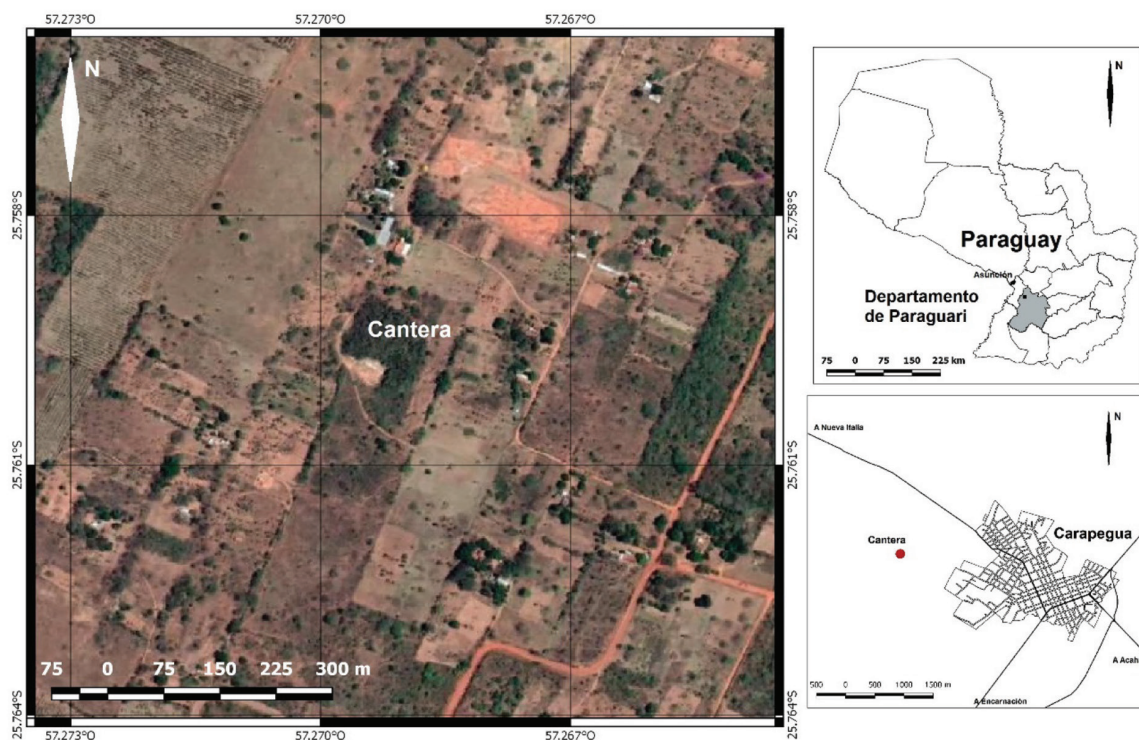 57.273°O 57.270°O 57.267°O
N
25.758°S
25.758°S
Cantera
25.761°S
25.761°S
75 0 75 150 225 300 m
25.764°S
25.764°S
57.273°O 57.270°O 57.267°O
N
Paraguay
Asunción
Departamento
de Paraguari
75 0 75 150 225 km
N
A Nueva Italia
Carapegua
Cantera
A Acah
500 0 500 1000 1500 m
A Encarnación